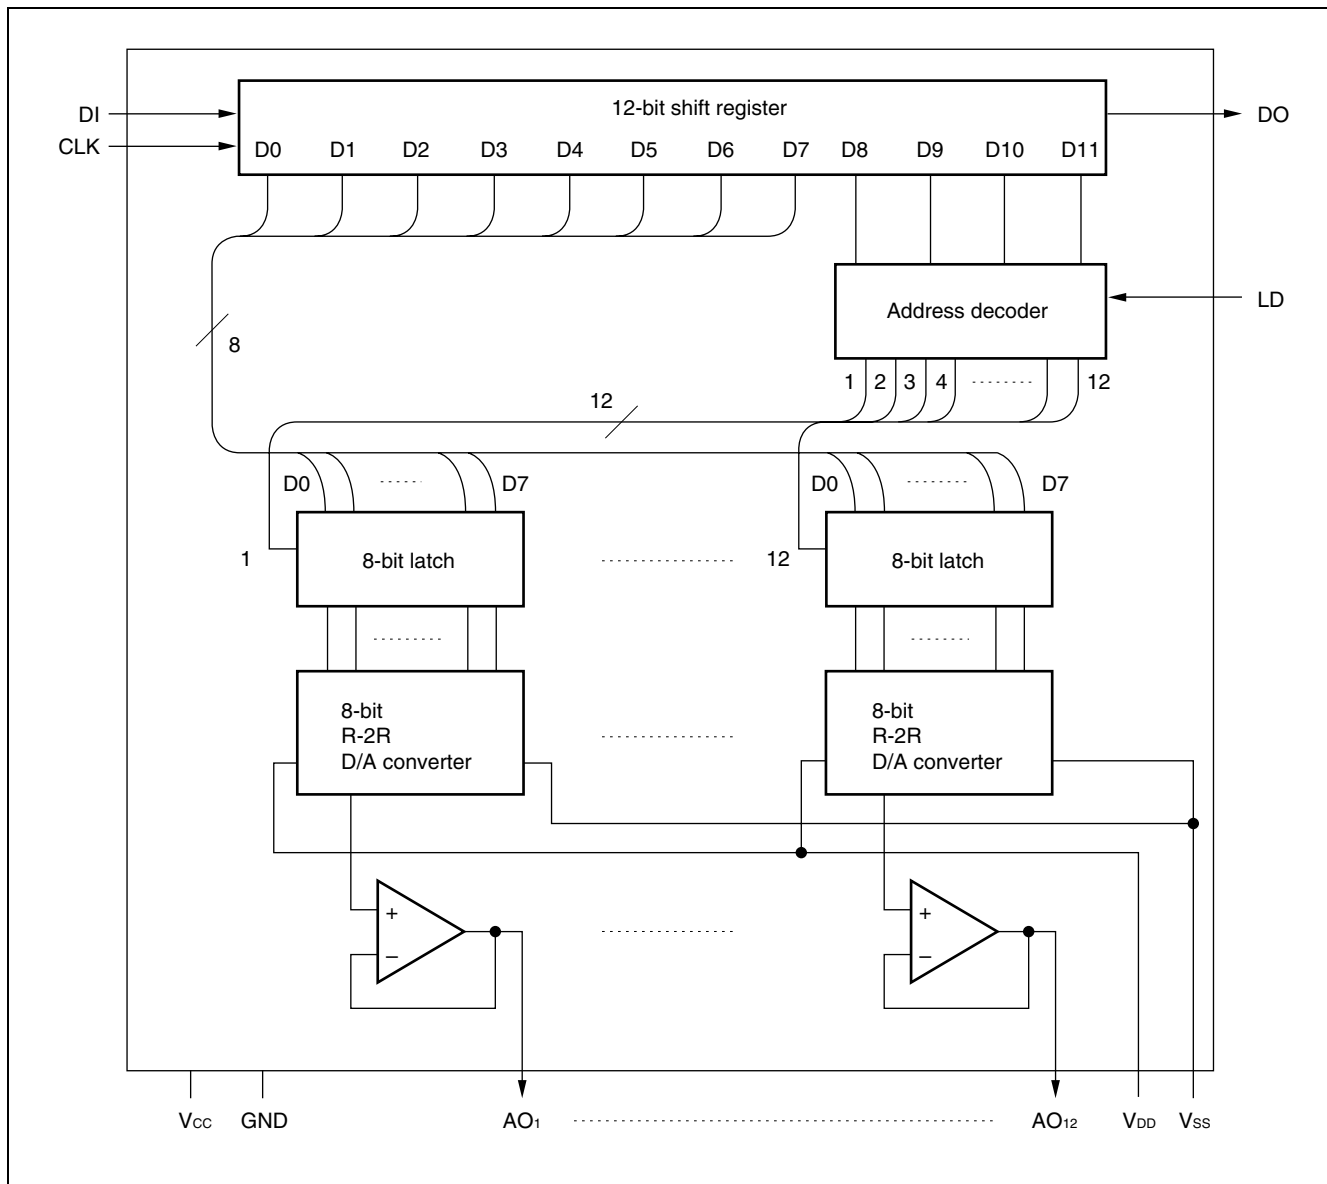 12-bit shift register
DI
DO
CLK
D0 D1 D2 D3 D4 D5 D6 D7 D8 D9 D10 D11
LD
Address decoder
8
1 2 3 4 12
12
D0 D7 D0 D7
1 8-bit latch 12 8-bit latch
8-bit
R-2R
D/A converter
8-bit
R-2R
D/A converter
+ +
− −
VCC GND AO1 AO12 VDD VSS